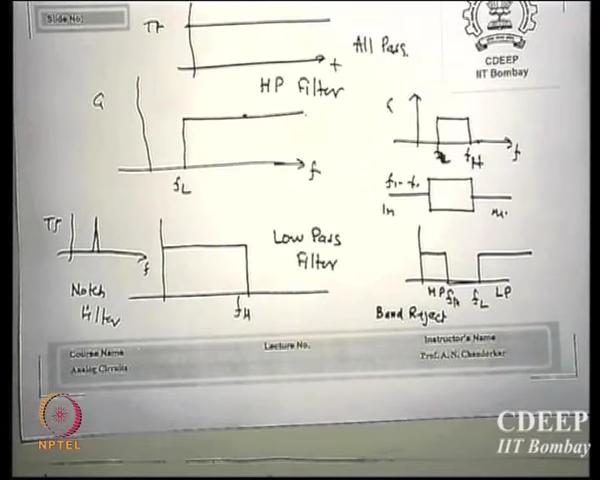 Slide No:
TF
All Pass.
CDEEP
IIT Bombay
HP Filter
G
f
fL
fL
fH
f
f1 - f
In
TF
f
Low Pass
Filter
Notch
Filter
fH
HP
fH
fL
LP
Band Reject
Course Name
Analog Circuits
Lecture No.
Instructor's Name
Prof. A. N. Chandorkar
NPTEL
CDEEP
IIT Bombay